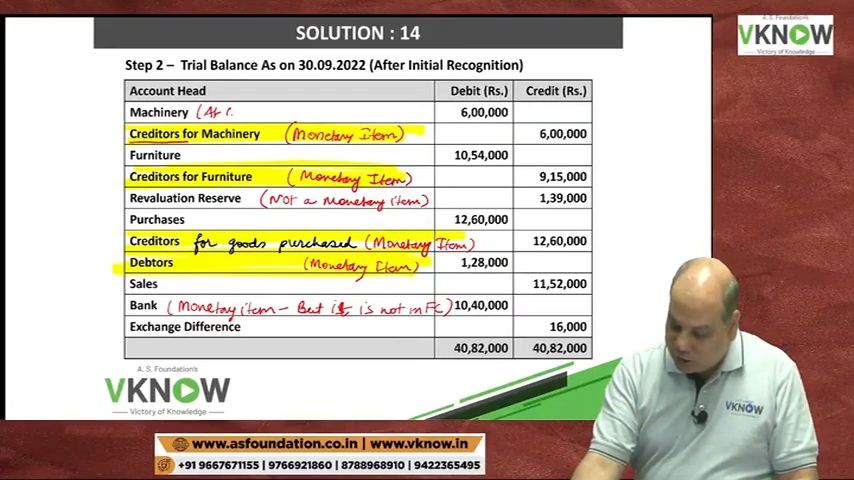 SOLUTION : 14
A. S. Foundation's
VKNOW
Victory of Knowledge
Step 2 – Trial Balance As on 30.09.2022 (After Initial Recognition)
Account Head Debit (Rs.) Credit (Rs.)
Machinery 6,00,000
Creditors for Machinery (Monetary Item) 6,00,000
Furniture 10,54,000
Creditors for Furniture (Monetary Item) 9,15,000
Revaluation Reserve (Not a monetary item) 1,39,000
Purchases 12,60,000
Creditors for goods purchased (Monetary Item) 12,60,000
Debtors (Monetary Item) 1,28,000
Sales 11,52,000
Bank (Monetary item – But it is not in FC) 10,40,000
Exchange Difference 16,000
40,82,000 40,82,000
A. S. Foundation's
VKNOW
Victory of Knowledge
VKNOW
www.asfoundation.co.in | www.vknow.in
+91 9667671155 | 9766921860 | 8788968910 | 9422365495